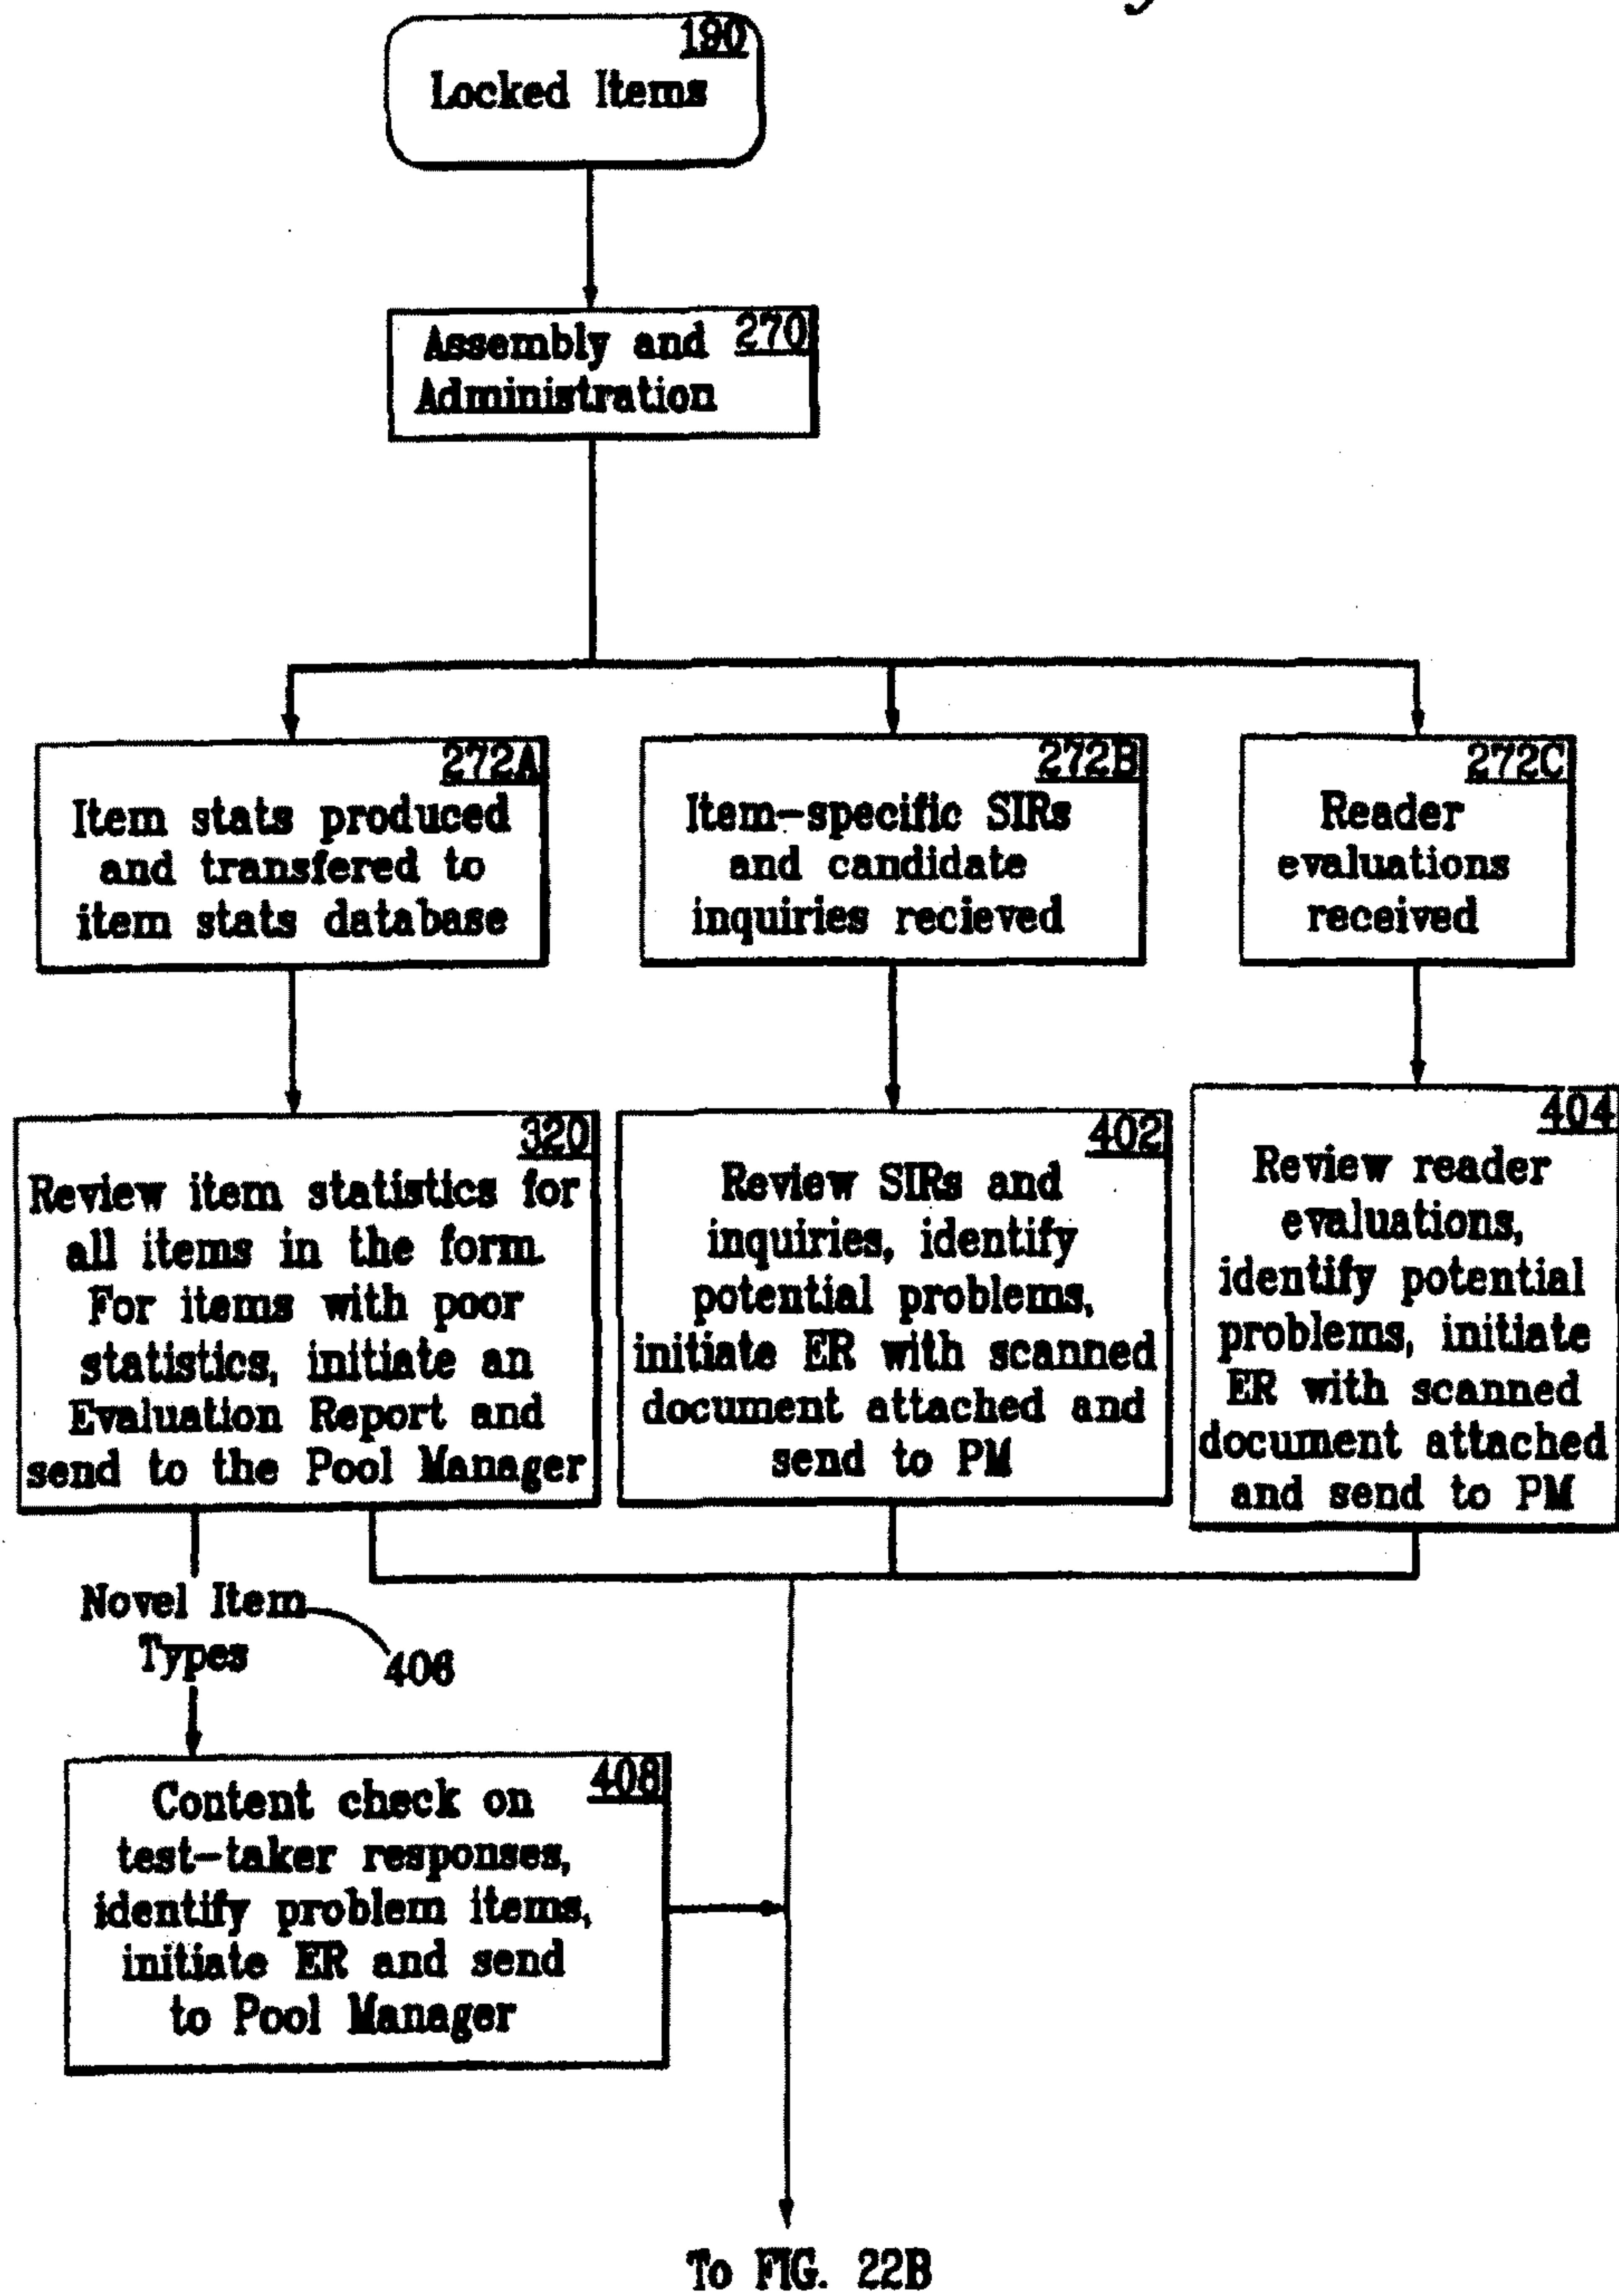 190
Locked Items
270
Assembly and
Administration
272A
Item stats produced
and transfered to
item stats database
272B
Item-specific SIRs
and candidate
inquiries recieved
272C
Reader
evaluations
received
320
Review item statistics for
all items in the form.
For items with poor
statistics, initiate an
Evaluation Report and
send to the Pool Manager
402
Review SIRs and
inquiries, identify
potential problems,
initiate ER with scanned
document attached and
send to PM
404
Review reader
evaluations,
identify potential
problems, initiate
ER with scanned
document attached
and send to PM
Novel Item
Types
406
408
Content check on
test-taker responses,
identify problem items,
initiate ER and send
to Pool Manager
To FIG. 22B